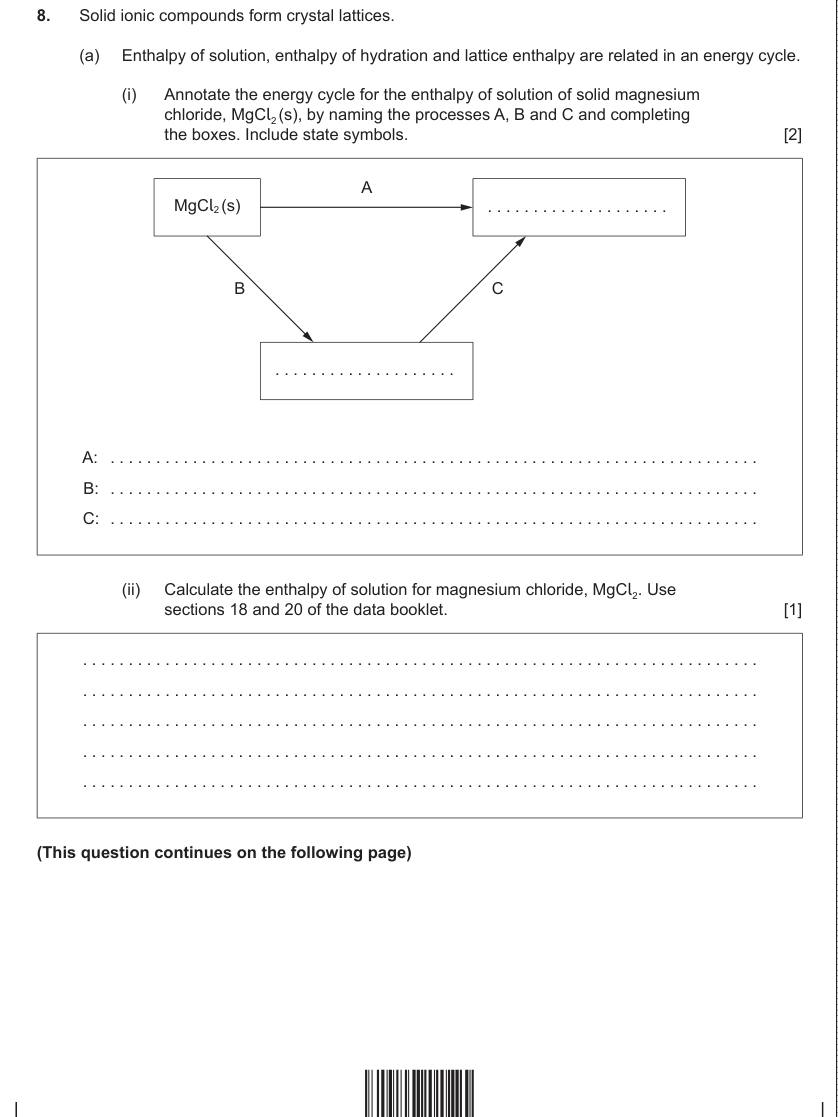 8. Solid ionic compounds form crystal lattices.
(a) Enthalpy of solution, enthalpy of hydration and lattice enthalpy are related in an energy cycle.
(i) Annotate the energy cycle for the enthalpy of solution of solid magnesium
chloride, MgCl₂(s), by naming the processes A, B and C and completing
the boxes. Include state symbols. [2]
A
MgCl₂(s) . . . . . . . . . . . . . . . . . . . .
B C
. . . . . . . . . . . . . . . . . . . .
A: . . . . . . . . . . . . . . . . . . . . . . . . . . . . . . . . . . . . . . . .
B: . . . . . . . . . . . . . . . . . . . . . . . . . . . . . . . . . . . . . . . .
C: . . . . . . . . . . . . . . . . . . . . . . . . . . . . . . . . . . . . . . . .
(ii) Calculate the enthalpy of solution for magnesium chloride, MgCl₂. Use
sections 18 and 20 of the data booklet. [1]
. . . . . . . . . . . . . . . . . . . . . . . . . . . . . . . . . . . . . . . .
. . . . . . . . . . . . . . . . . . . . . . . . . . . . . . . . . . . . . . . .
. . . . . . . . . . . . . . . . . . . . . . . . . . . . . . . . . . . . . . . .
. . . . . . . . . . . . . . . . . . . . . . . . . . . . . . . . . . . . . . . .
. . . . . . . . . . . . . . . . . . . . . . . . . . . . . . . . . . . . . . . .
(This question continues on the following page)